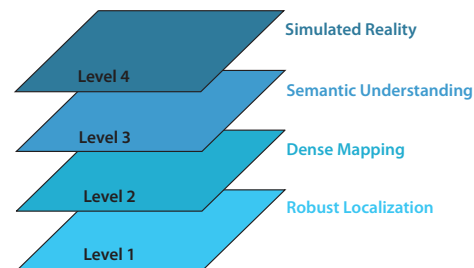 Simulated Reality
Level 4
Semantic Understanding
Level 3
Dense Mapping
Level 2
Robust Localization
Level 1